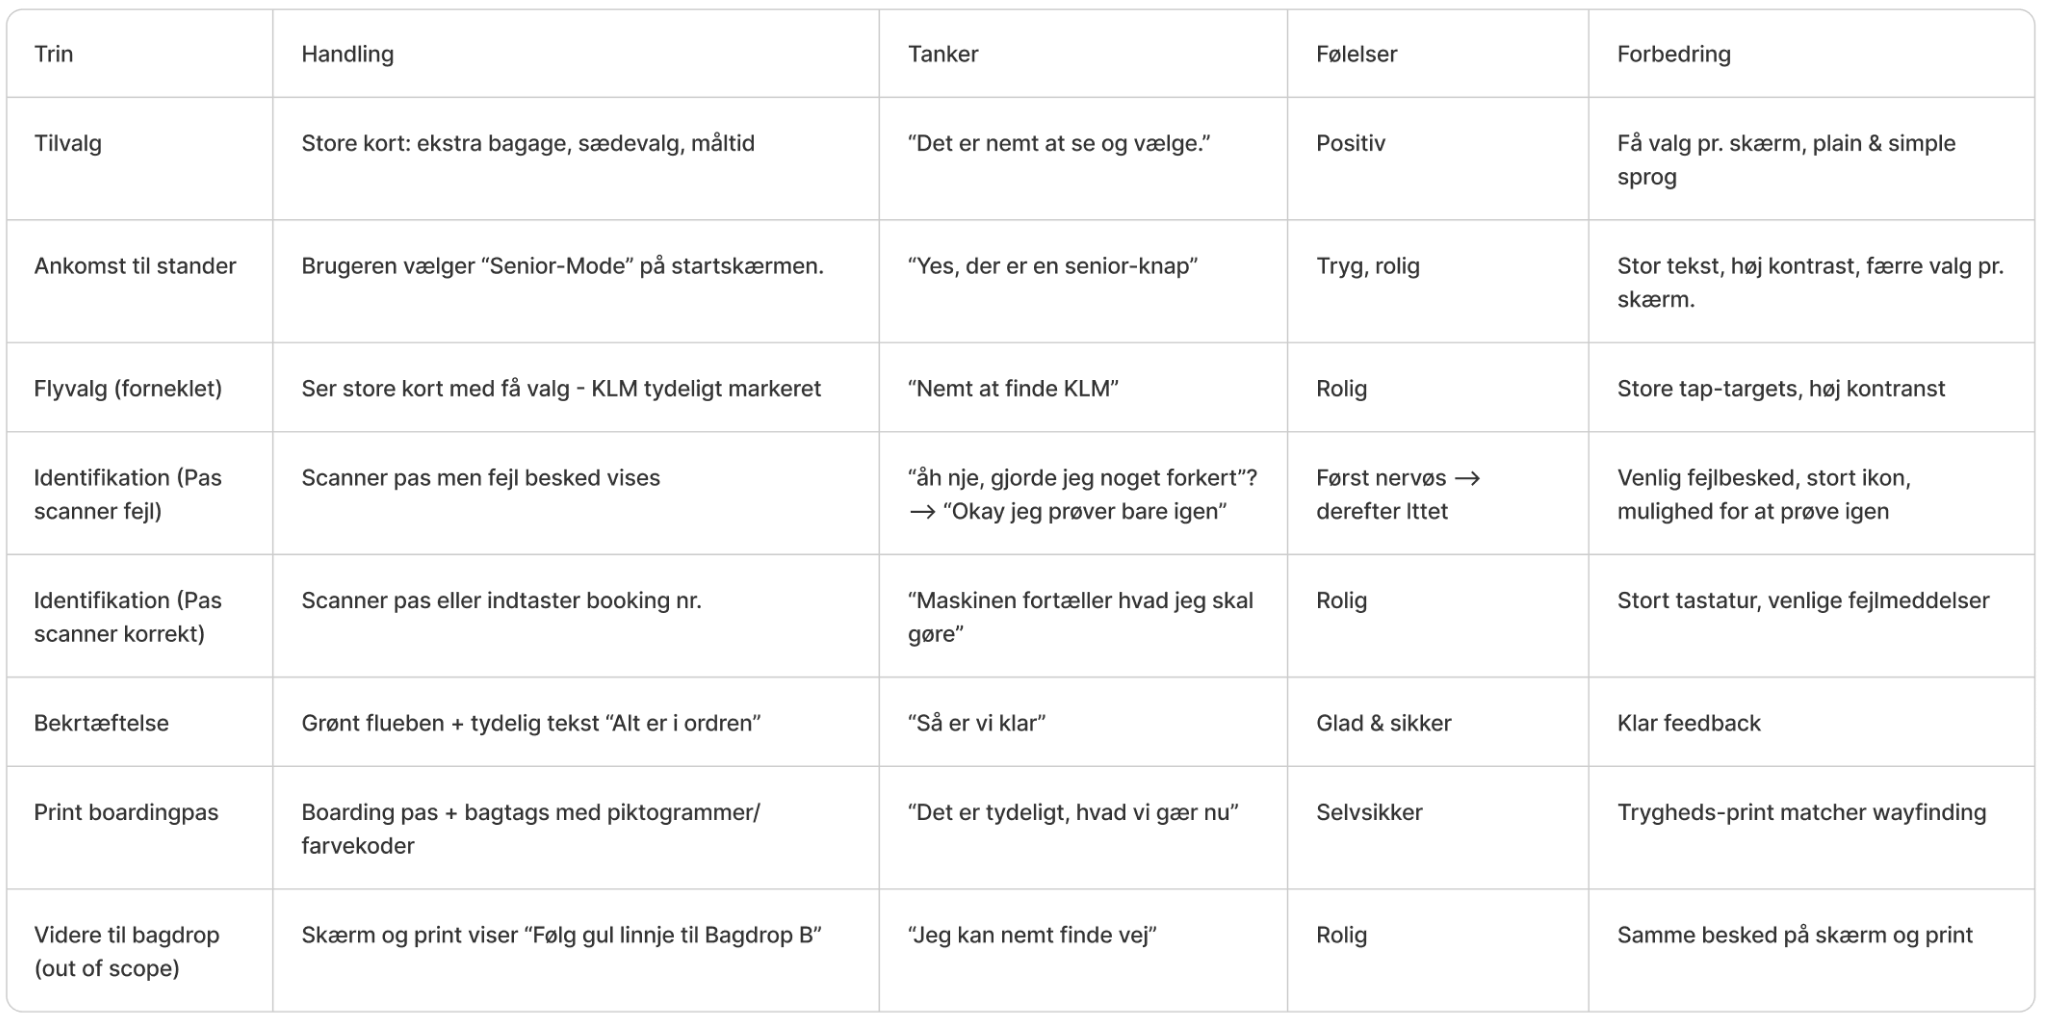 Trin
Handling
Tanker
Følelser
Forbedring
Tilvalg
Store kort: ekstra bagage, sædevalg, måltid
“Det er nemt at se og vælge.”
Positiv
Få valg pr. skærm, plain & simple
sprog
Ankomst til stander
Brugeren vælger “Senior-Mode” på startskærmen.
“Yes, der er en senior-knap”
Tryg, rolig
Stor tekst, høj kontrast, færre valg pr.
skærm.
Flyvalg (forneklet)
Ser store kort med få valg - KLM tydeligt markeret
“Nemt at finde KLM”
Rolig
Store tap-targets, høj kontranst
Identifikation (Pas
scanner fejl)
Scanner pas men fejl besked vises
“åh nje, gjorde jeg noget forkert”?
→ “Okay jeg prøver bare igen”
Først nervøs →
derefter lttet
Venlig fejlbesked, stort ikon,
mulighed for at prøve igen
Identifikation (Pas
scanner korrekt)
Scanner pas eller indtaster booking nr.
“Maskinen fortæller hvad jeg skal
gøre”
Rolig
Stort tastatur, venlige fejlmeddelser
Bekrtæftelse
Grønt flueben + tydelig tekst “Alt er i ordren”
“Så er vi klar”
Glad & sikker
Klar feedback
Print boardingpas
Boarding pas + bagtags med piktogrammer/
farvekoder
“Det er tydeligt, hvad vi gær nu”
Selvsikker
Trygheds-print matcher wayfinding
Videre til bagdrop
(out of scope)
Skærm og print viser “Følg gul linnje til Bagdrop B”
“Jeg kan nemt finde vej”
Rolig
Samme besked på skærm og print